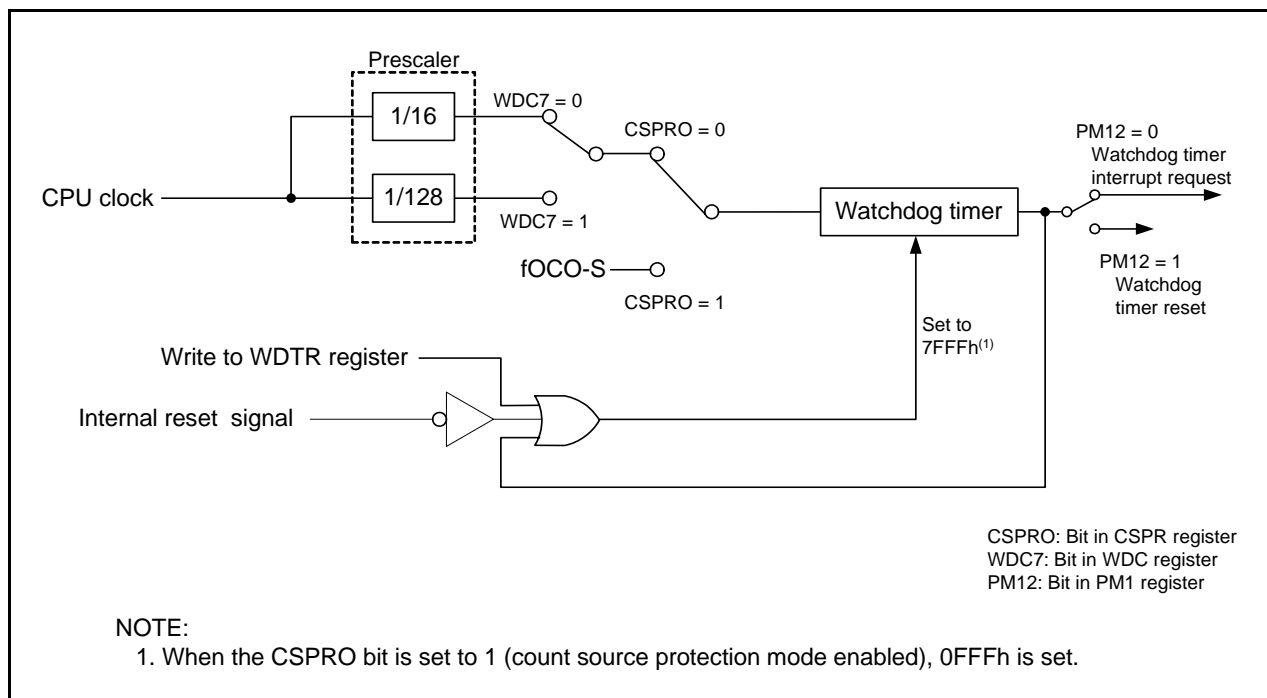 Prescaler
1/16
WDC7 = 0
CSPRO = 0
PM12 = 0
Watchdog timer
interrupt request
CPU clock
1/128
WDC7 = 1
Watchdog timer
fOCO-S
CSPRO = 1
PM12 = 1
Watchdog
timer reset
Set to
7FFFh(1)
Write to WDTR register
Internal reset signal
CSPRO: Bit in CSPR register
WDC7: Bit in WDC register
PM12: Bit in PM1 register
NOTE:
1. When the CSPRO bit is set to 1 (count source protection mode enabled), 0FFFh is set.